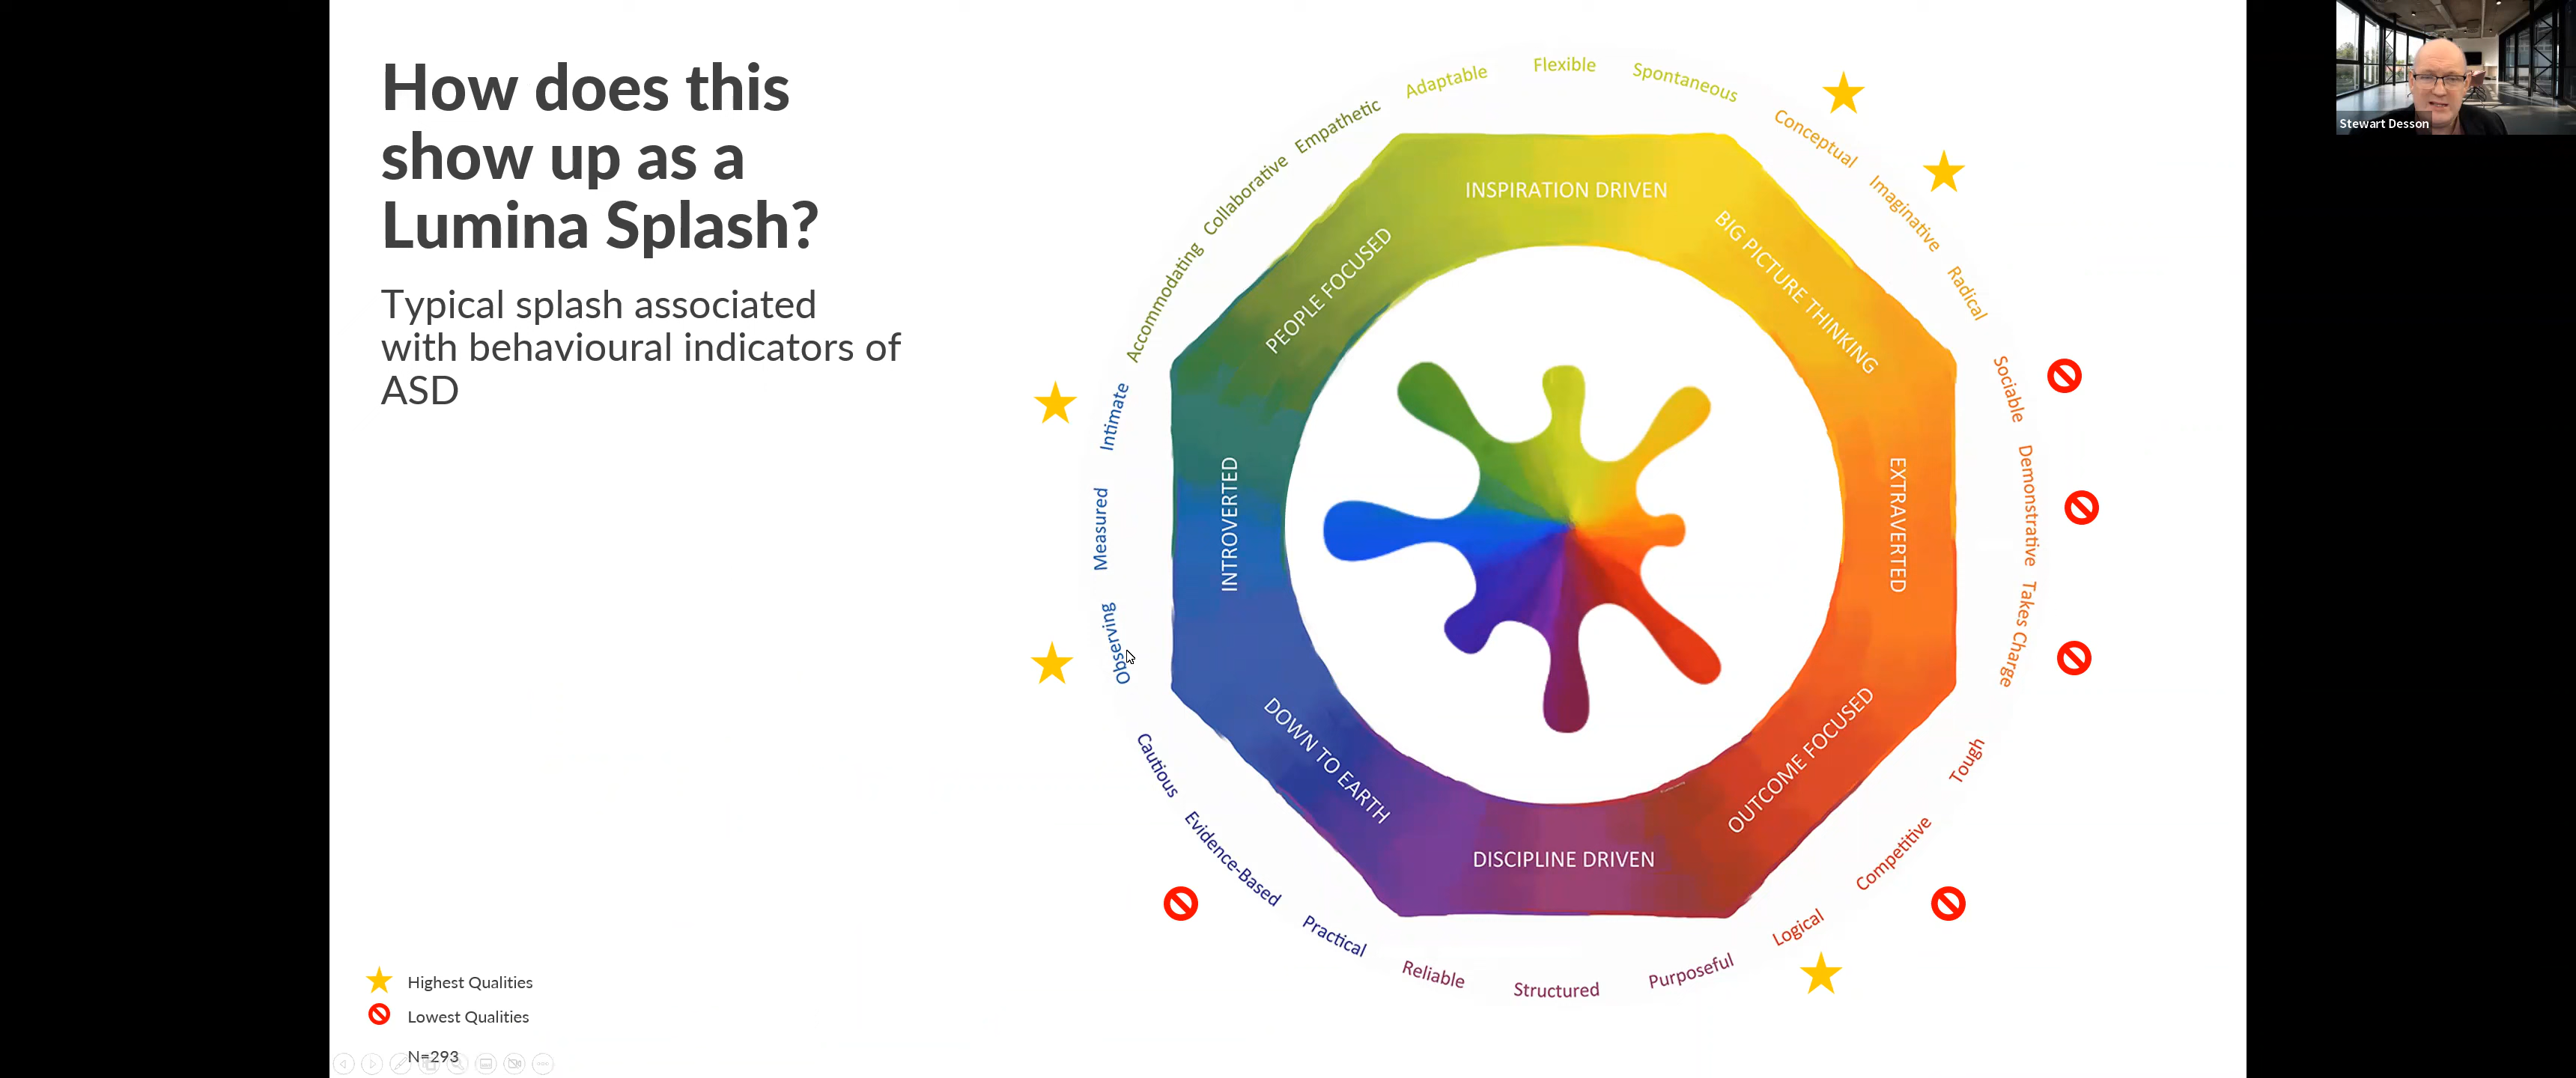 How does this
show up as a
Lumina Splash?
Typical splash associated
with behavioural indicators of
ASD
Highest Qualities
Lowest Qualities
N=293
Adaptable
Flexible
Spontaneous
Conceptual
Imaginative
Radical
Sociable
Demonstrative
Takes Charge
Tough
Competitive
Logical
Purposeful
Structured
Reliable
Practical
Evidence-Based
Cautious
Observing
Measured
Intimate
Accommodating
Collaborative
Empathetic
INSPIRATION DRIVEN
BIG PICTURE THINKING
EXTRAVERTED
OUTCOME FOCUSED
DISCIPLINE DRIVEN
DOWN TO EARTH
INTROVERTED
PEOPLE FOCUSED
Stewart Desson